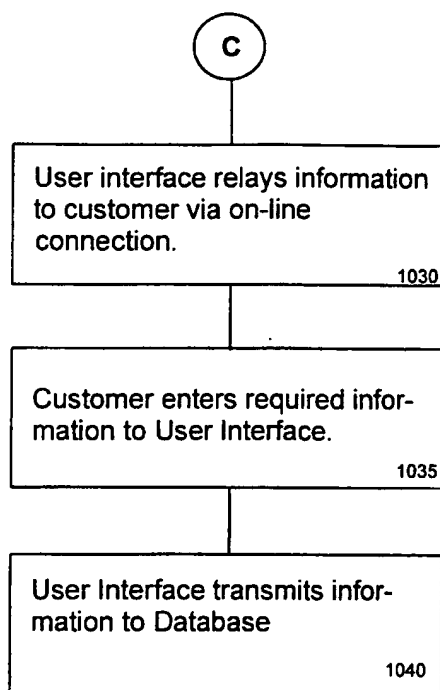 C
User interface relays information
to customer via on-line
connection.
1030
Customer enters required infor-
mation to User Interface.
1035
User Interface transmits infor-
mation to Database
1040